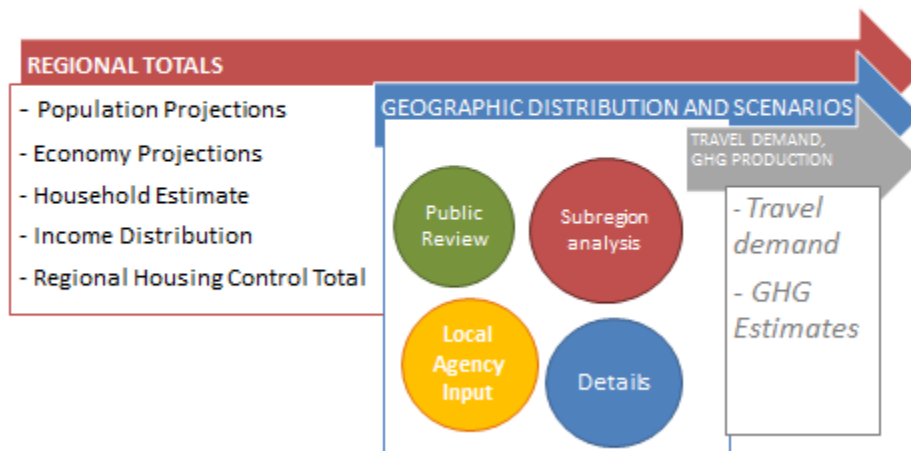 REGIONAL TOTALS
- Population Projections
- Economy Projections
- Household Estimate
- Income Distribution
- Regional Housing Control Total
GEOGRAPHIC DISTRIBUTION AND SCENARIOS
Public
Review
Subregion
analysis
Local
Agency
Input
Details
TRAVEL DEMAND,
GHG PRODUCTION
- Travel
demand
- GHG
Estimates